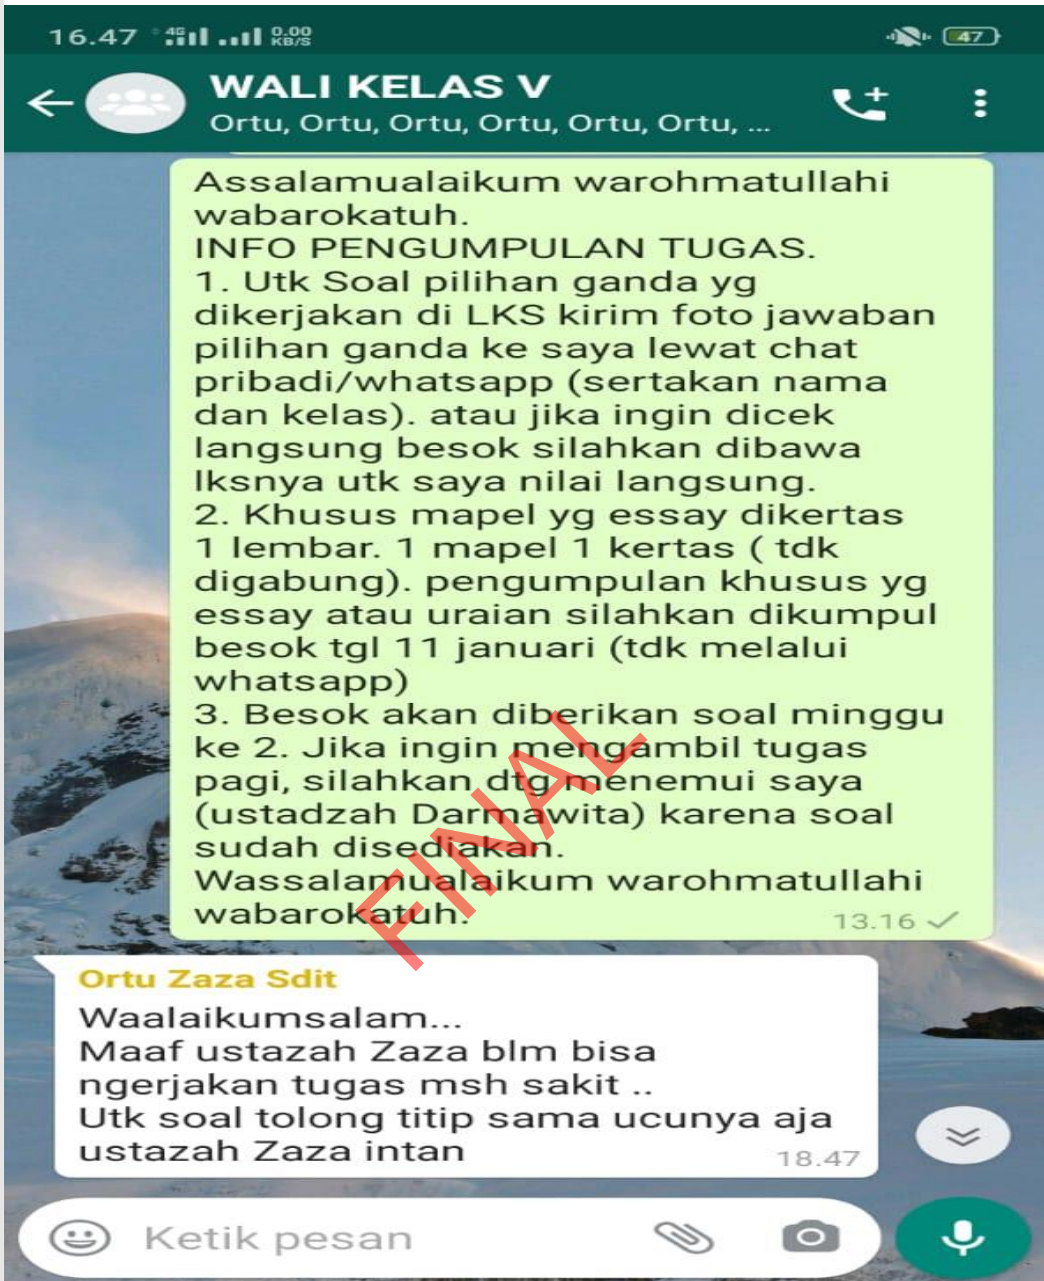 16.47 4G 0.00 KB/S 47
WALI KELAS V
Ortu, Ortu, Ortu, Ortu, Ortu, Ortu, ...
Assalamualaikum warohmatullahi
wabarokatuh.
INFO PENGUMPULAN TUGAS.
1. Utk Soal pilihan ganda yg
dikerjakan di LKS kirim foto jawaban
pilihan ganda ke saya lewat chat
pribadi/whatsapp (sertakan nama
dan kelas). atau jika ingin dicek
langsung besok silahkan dibawa
lksnya utk saya nilai langsung.
2. Khusus mapel yg essay dikertas
1 lembar. 1 mapel 1 kertas ( tdk
digabung). pengumpulan khusus yg
essay atau uraian silahkan dikumpul
besok tgl 11 januari (tdk melalui
whatsapp)
3. Besok akan diberikan soal minggu
ke 2. Jika ingin mengambil tugas
pagi, silahkan dtg menemui saya
(ustadzah Darmawita) karena soal
sudah disediakan.
Wassalamualaikum warohmatullahi
wabarokatuh.
13.16
FINAL
Ortu Zaza Sdit
Waalaikumsalam...
Maaf ustazah Zaza blm bisa
ngerjakan tugas msh sakit ..
Utk soal tolong titip sama ucunya aja
ustazah Zaza intan
18.47
Ketik pesan